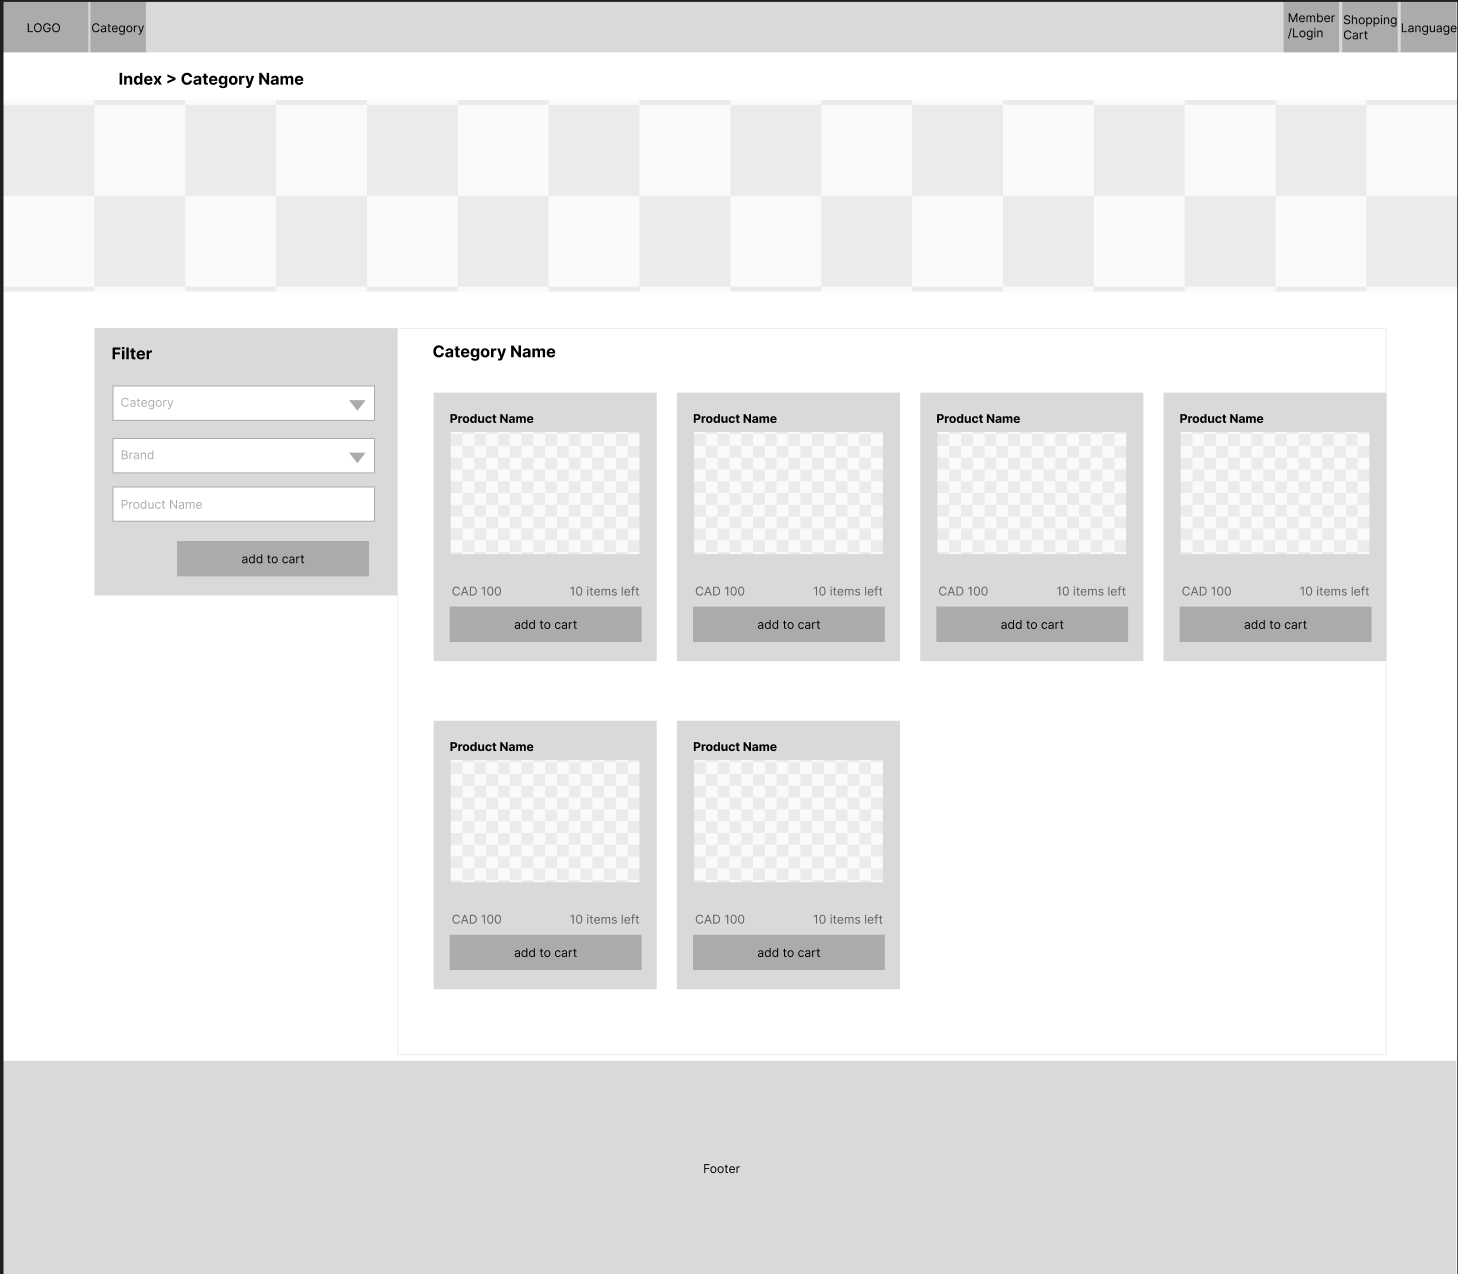 LOGO
Category
Member
/Login
Shopping
Cart
Language
Index > Category Name
Filter
Category
Brand
Product Name
add to cart
Category Name
Product Name
CAD 100 10 items left
add to cart
Product Name
CAD 100 10 items left
add to cart
Product Name
CAD 100 10 items left
add to cart
Product Name
CAD 100 10 items left
add to cart
Product Name
CAD 100 10 items left
add to cart
Product Name
CAD 100 10 items left
add to cart
Footer